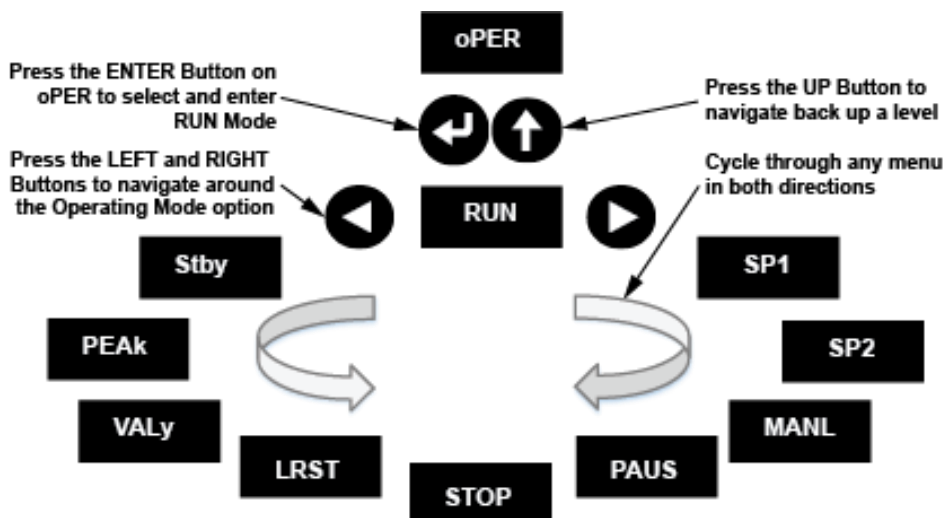 oPER
Press the ENTER Button on
oPER to select and enter
RUN Mode
Press the UP Button to
navigate back up a level
Press the LEFT and RIGHT
Buttons to navigate around
the Operating Mode option
Cycle through any menu
in both directions
RUN
Stby
SP1
PEAk
SP2
VALy
MANL
LRST
PAUS
STOP